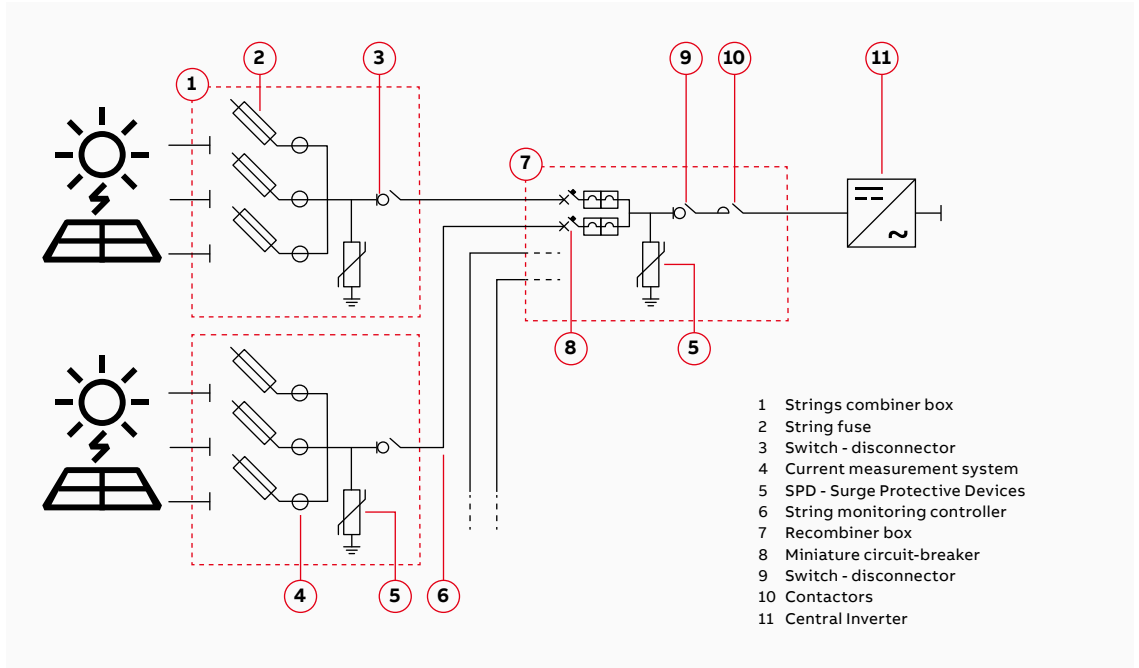 2
3
9
10
11
1
7
8
5
4
5
6
1 Strings combiner box
2 String fuse
3 Switch - disconnector
4 Current measurement system
5 SPD - Surge Protective Devices
6 String monitoring controller
7 Recombiner box
8 Miniature circuit-breaker
9 Switch - disconnector
10 Contactors
11 Central Inverter